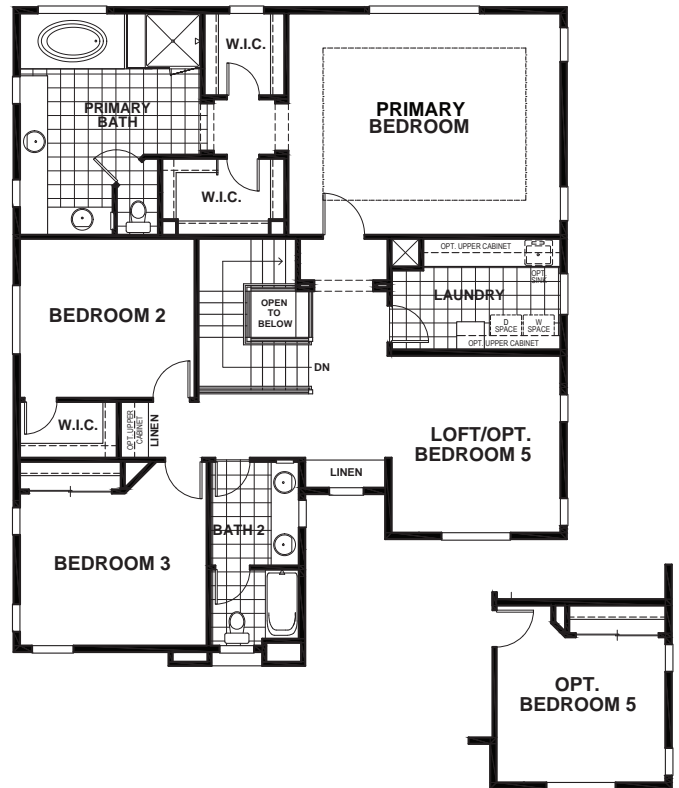 W.I.C.
PRIMARY
BATH
PRIMARY
BEDROOM
W.I.C.
OPT. UPPER CABINET
OPT.
SINK
LAUNDRY
D
SPACE
W
SPACE
OPT. UPPER CABINET
OPEN
TO
BELOW
BEDROOM 2
DN
W.I.C.
OPT. UPPER
CABINET
LINEN
LOFT/OPT.
BEDROOM 5
LINEN
BATH 2
BEDROOM 3
OPT.
BEDROOM 5